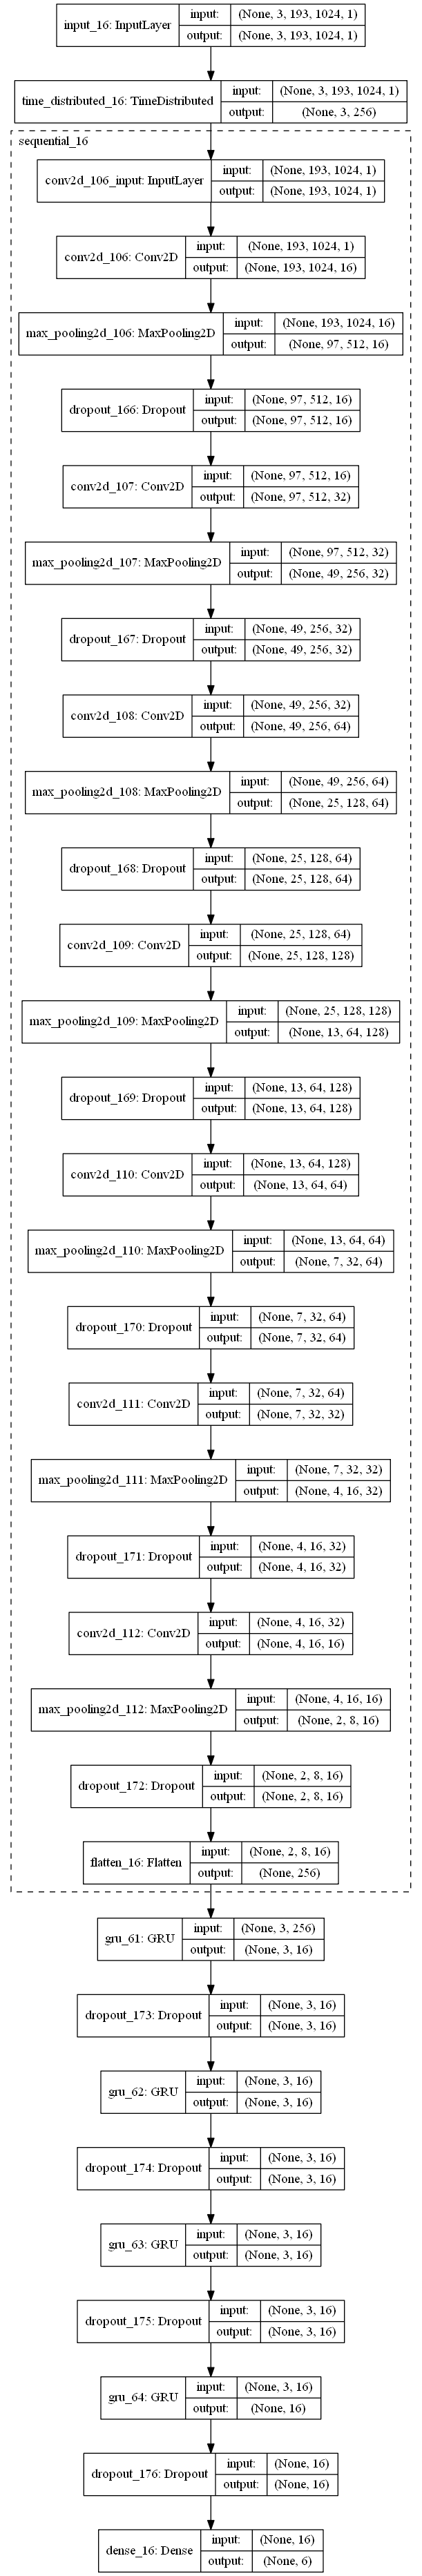 input_16: InputLayer
input: (None, 3, 193, 1024, 1)
output: (None, 3, 193, 1024, 1)
time_distributed_16: TimeDistributed
input: (None, 3, 193, 1024, 1)
output: (None, 3, 256)
sequential_16
conv2d_106_input: InputLayer
input: (None, 193, 1024, 1)
output: (None, 193, 1024, 1)
conv2d_106: Conv2D
input: (None, 193, 1024, 1)
output: (None, 193, 1024, 16)
max_pooling2d_106: MaxPooling2D
input: (None, 193, 1024, 16)
output: (None, 97, 512, 16)
dropout_166: Dropout
input: (None, 97, 512, 16)
output: (None, 97, 512, 16)
conv2d_107: Conv2D
input: (None, 97, 512, 16)
output: (None, 97, 512, 32)
max_pooling2d_107: MaxPooling2D
input: (None, 97, 512, 32)
output: (None, 49, 256, 32)
dropout_167: Dropout
input: (None, 49, 256, 32)
output: (None, 49, 256, 32)
conv2d_108: Conv2D
input: (None, 49, 256, 32)
output: (None, 49, 256, 64)
max_pooling2d_108: MaxPooling2D
input: (None, 49, 256, 64)
output: (None, 25, 128, 64)
dropout_168: Dropout
input: (None, 25, 128, 64)
output: (None, 25, 128, 64)
conv2d_109: Conv2D
input: (None, 25, 128, 64)
output: (None, 25, 128, 128)
max_pooling2d_109: MaxPooling2D
input: (None, 25, 128, 128)
output: (None, 13, 64, 128)
dropout_169: Dropout
input: (None, 13, 64, 128)
output: (None, 13, 64, 128)
conv2d_110: Conv2D
input: (None, 13, 64, 128)
output: (None, 13, 64, 64)
max_pooling2d_110: MaxPooling2D
input: (None, 13, 64, 64)
output: (None, 7, 32, 64)
dropout_170: Dropout
input: (None, 7, 32, 64)
output: (None, 7, 32, 64)
conv2d_111: Conv2D
input: (None, 7, 32, 64)
output: (None, 7, 32, 32)
max_pooling2d_111: MaxPooling2D
input: (None, 7, 32, 32)
output: (None, 4, 16, 32)
dropout_171: Dropout
input: (None, 4, 16, 32)
output: (None, 4, 16, 32)
conv2d_112: Conv2D
input: (None, 4, 16, 32)
output: (None, 4, 16, 16)
max_pooling2d_112: MaxPooling2D
input: (None, 4, 16, 16)
output: (None, 2, 8, 16)
dropout_172: Dropout
input: (None, 2, 8, 16)
output: (None, 2, 8, 16)
flatten_16: Flatten
input: (None, 2, 8, 16)
output: (None, 256)
gru_61: GRU
input: (None, 3, 256)
output: (None, 3, 16)
dropout_173: Dropout
input: (None, 3, 16)
output: (None, 3, 16)
gru_62: GRU
input: (None, 3, 16)
output: (None, 3, 16)
dropout_174: Dropout
input: (None, 3, 16)
output: (None, 3, 16)
gru_63: GRU
input: (None, 3, 16)
output: (None, 3, 16)
dropout_175: Dropout
input: (None, 3, 16)
output: (None, 3, 16)
gru_64: GRU
input: (None, 3, 16)
output: (None, 16)
dropout_176: Dropout
input: (None, 16)
output: (None, 16)
dense_16: Dense
input: (None, 16)
output: (None, 6)